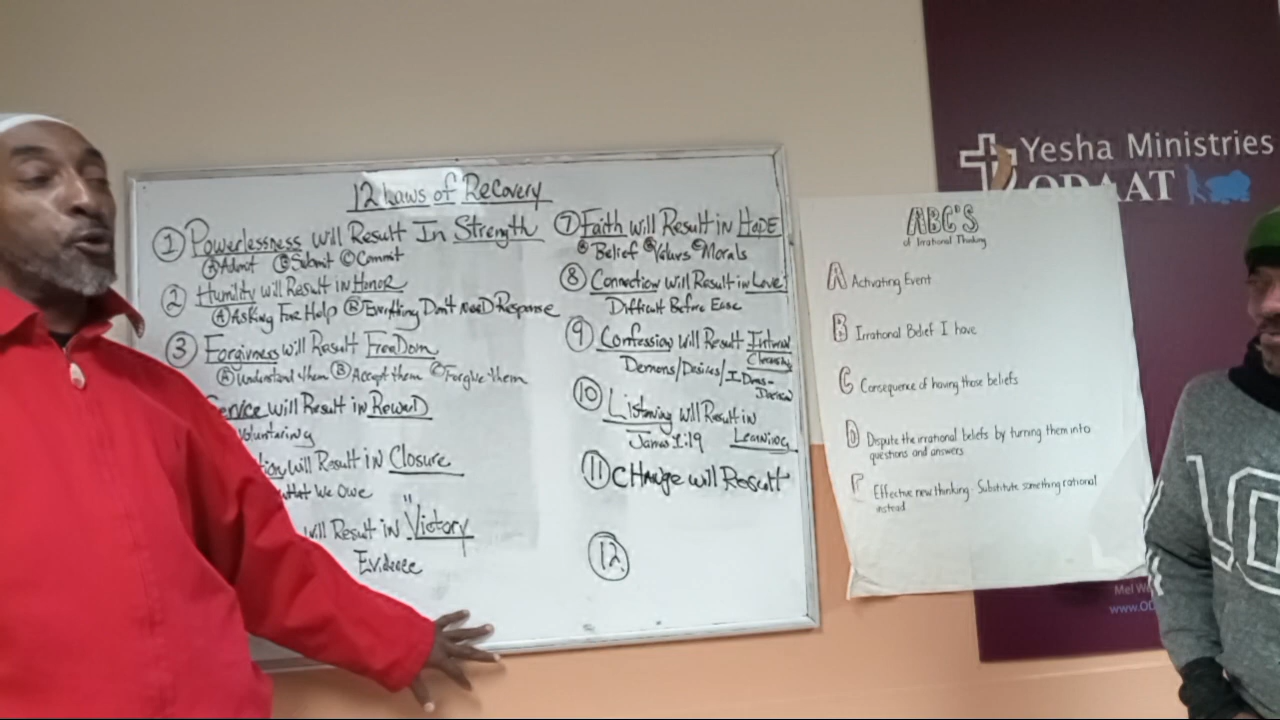 12 Laws of Recovery
① Powerlessness will Result In Strength
Ⓐ Admit Ⓑ Submit Ⓒ Commit
② Humility will Result in Honor
Ⓐ Asking For Help Ⓑ Everything Don't Need Response
③ Forgivness will Result Freedom
Ⓐ Understand them Ⓑ Accept them Ⓒ Forgive them
Service will Result in
Voluntaring
will Result in Closure
what We Owe
will Result in "Victory
Evidence
⑦ Faith will Result in HOPE
Ⓐ Belief Ⓑ Values Ⓒ Morals
⑧ Connection will Result in Love
Difficult Before Ease
⑨ Confession will Result Internal
Cleansing
Demons/Desires/
⑩ Listening will Result in
James 1:19 Learning
⑪ CHANGE will Result
⑫
Yesha Ministries
ODAAT
ABC'S
of Irrational Thinking
A Activating Event
B Irrational Belief I have
C Consequence of having those beliefs
D Dispute the irrational beliefs by turning them into
questions and answers
Effective new thinking - Substitute something rational
instead
Mel
www.